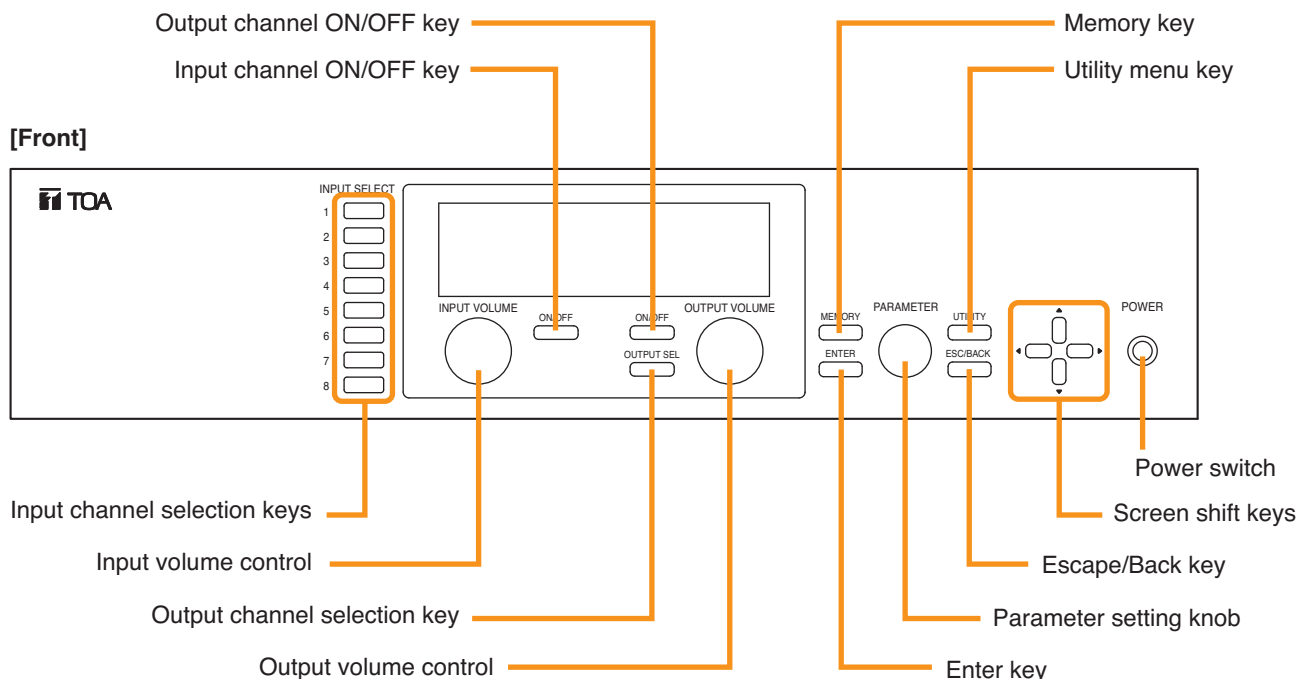 Output channel ON/OFF key
Memory key
Input channel ON/OFF key
Utility menu key
[Front]
TOA
INPUT SELECT
1
2
3
4
5
6
7
8
INPUT VOLUME
ON/OFF
ON/OFF
OUTPUT VOLUME
OUTPUT SEL
MEMORY
PARAMETER
UTILITY
POWER
ENTER
ESC/BACK
Power switch
Input channel selection keys
Screen shift keys
Input volume control
Escape/Back key
Output channel selection key
Parameter setting knob
Output volume control
Enter key